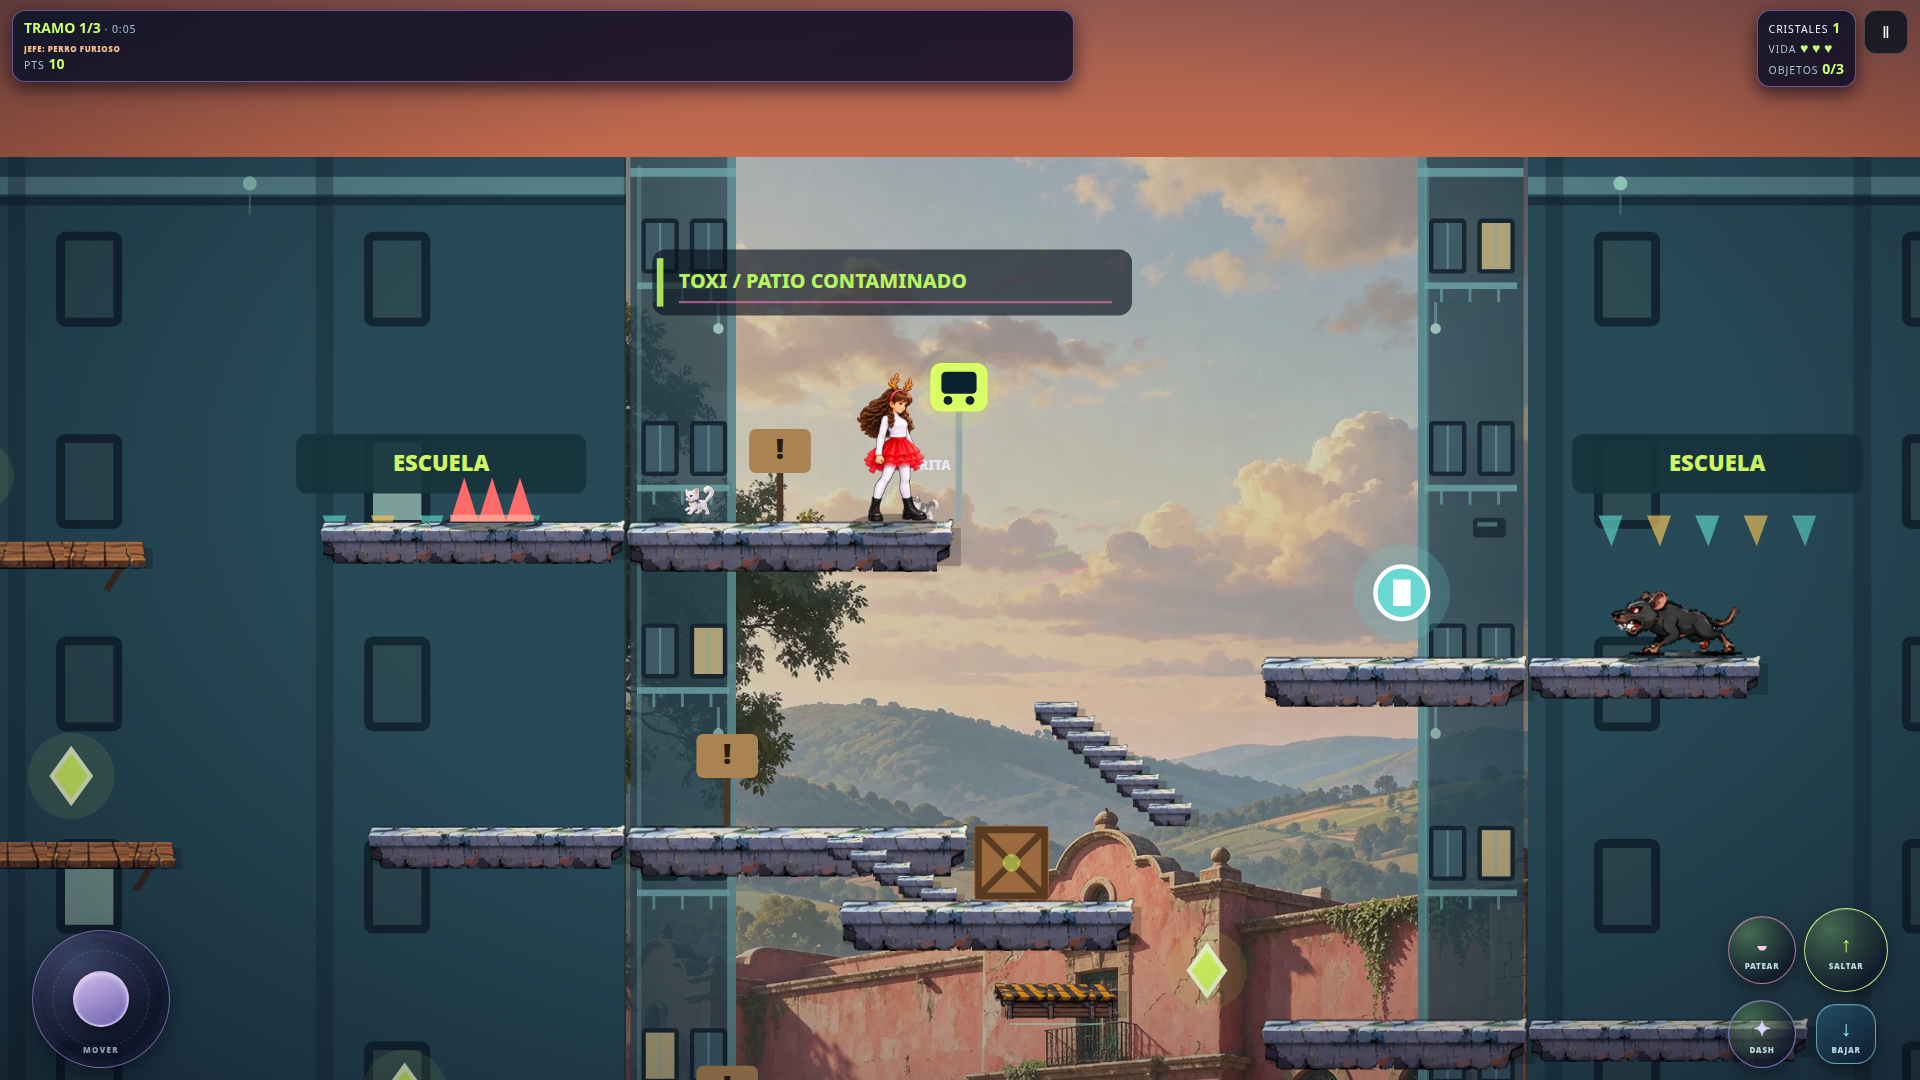 TRAMO 1/3 · 0:05
JEFE: PERRO FURIOSO
PTS 10
CRISTALES 1
VIDA ♥ ♥ ♥
OBJETOS 0/3
TOXI / PATIO CONTAMINADO
ESCUELA
!
RITA
ESCUELA
!
MOVER
PATEAR
SALTAR
DASH
BAJAR